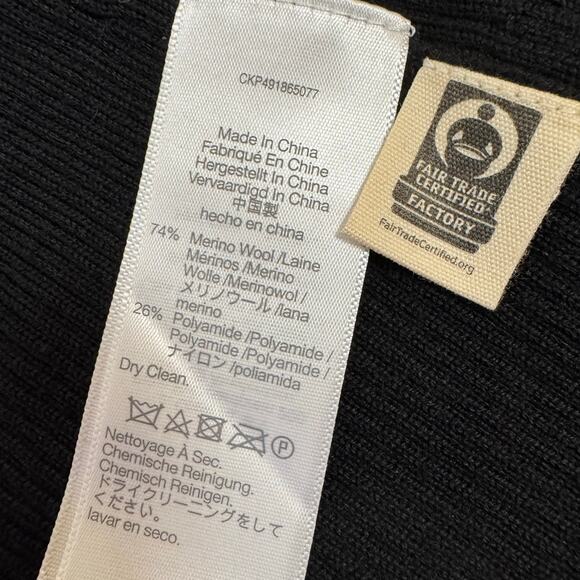 CKP491865077
Made In China
Fabriqué En Chine
Hergestellt In China
Vervaardigd In China
中国製
hecho en china
74% Merino Wool /Laine
Mérinos /Merino
Wolle /Merinowol /
メリノウール /lana
merino
26% Polyamide /Polyamide /
Polyamide /Polyamide /
ナイロン /poliamida
Dry Clean.
P
Nettoyage À Sec.
Chemische Reinigung.
Chemisch Reinigen.
ドライクリーニングをして
ください。
lavar en seco.
FAIR TRADE
CERTIFIED
FACTORY
FairTradeCertified.org